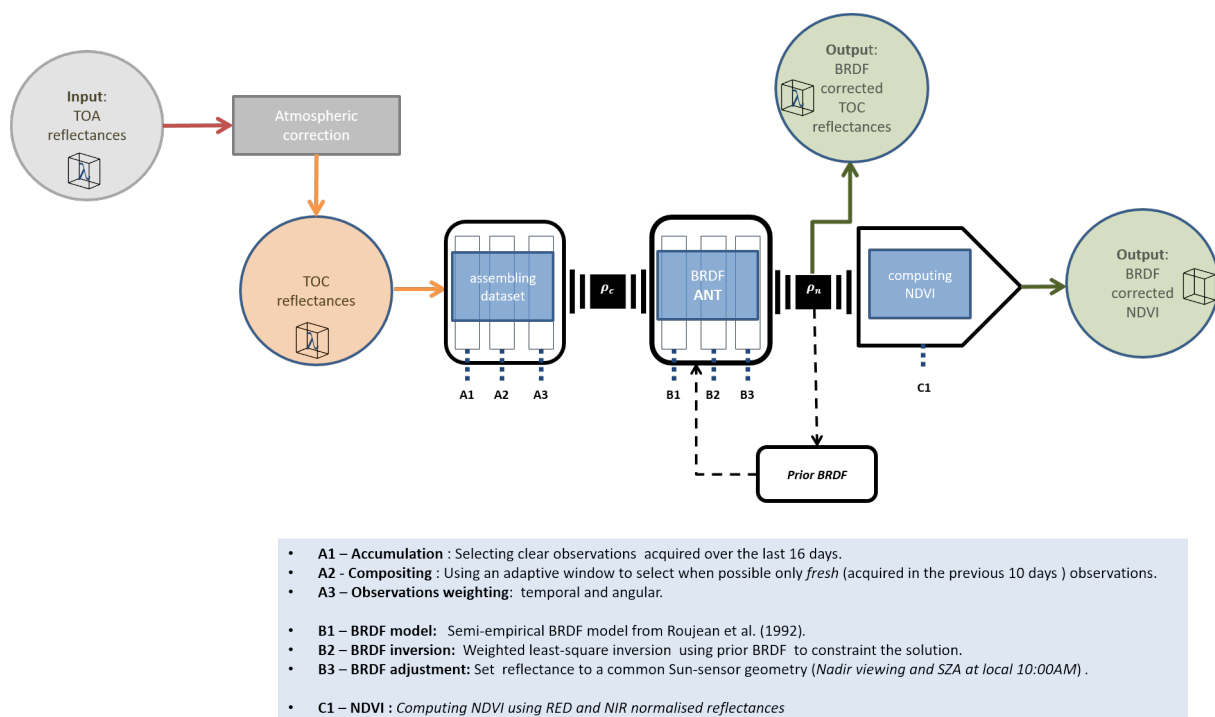 Input:
TOA
reflectances
λ
Atmospheric
correction
Output:
BRDF
corrected
TOC
reflectances
λ
TOC
reflectances
λ
assembling
dataset
ρc
BRDF
ANT
ρn
computing
NDVI
Output:
BRDF
corrected
NDVI
A1
A2
A3
B1
B2
B3
C1
Prior BRDF
• A1 – Accumulation : Selecting clear observations acquired over the last 16 days.
• A2 - Compositing : Using an adaptive window to select when possible only fresh (acquired in the previous 10 days ) observations.
• A3 – Observations weighting: temporal and angular.
• B1 – BRDF model: Semi-empirical BRDF model from Roujean et al. (1992).
• B2 – BRDF inversion: Weighted least-square inversion using prior BRDF to constraint the solution.
• B3 – BRDF adjustment: Set reflectance to a common Sun-sensor geometry (Nadir viewing and SZA at local 10:00AM) .
• C1 – NDVI : Computing NDVI using RED and NIR normalised reflectances